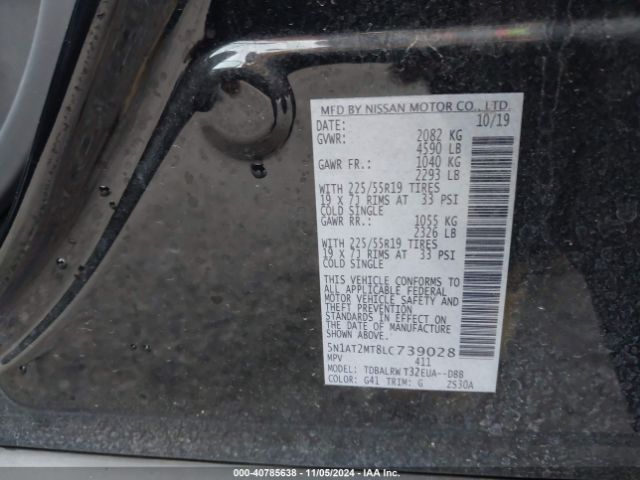 MFD BY NISSAN MOTOR CO., LTD.
DATE: 10/19
GVWR: 2082 KG
4590 LB
GAWR FR.: 1040 KG
2293 LB
WITH 225/55R19 TIRES
19 X 7J RIMS AT 33 PSI
COLD SINGLE
GAWR RR.: 1055 KG
2326 LB
WITH 225/55R19 TIRES
19 X 7J RIMS AT 33 PSI
COLD SINGLE
THIS VEHICLE CONFORMS TO
ALL APPLICABLE FEDERAL
MOTOR VEHICLE SAFETY AND
THEFT PREVENTION
STANDARDS IN EFFECT ON
THE DATE OF MANUFACTURE
SHOWN ABOVE.
5N1AT2MT8LC739028
MPV 411
MODEL: TDBALRW T32EUA--DBB
COLOR: G41 TRIM: G 2S30A
000-40785638 - 11/05/2024 - IAA Inc.